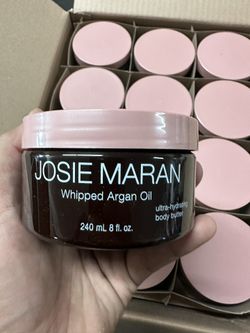 JOSIE MARAN
Whipped Argan Oil
ultra-hydrating
body butter
240 mL 8 fl. oz.